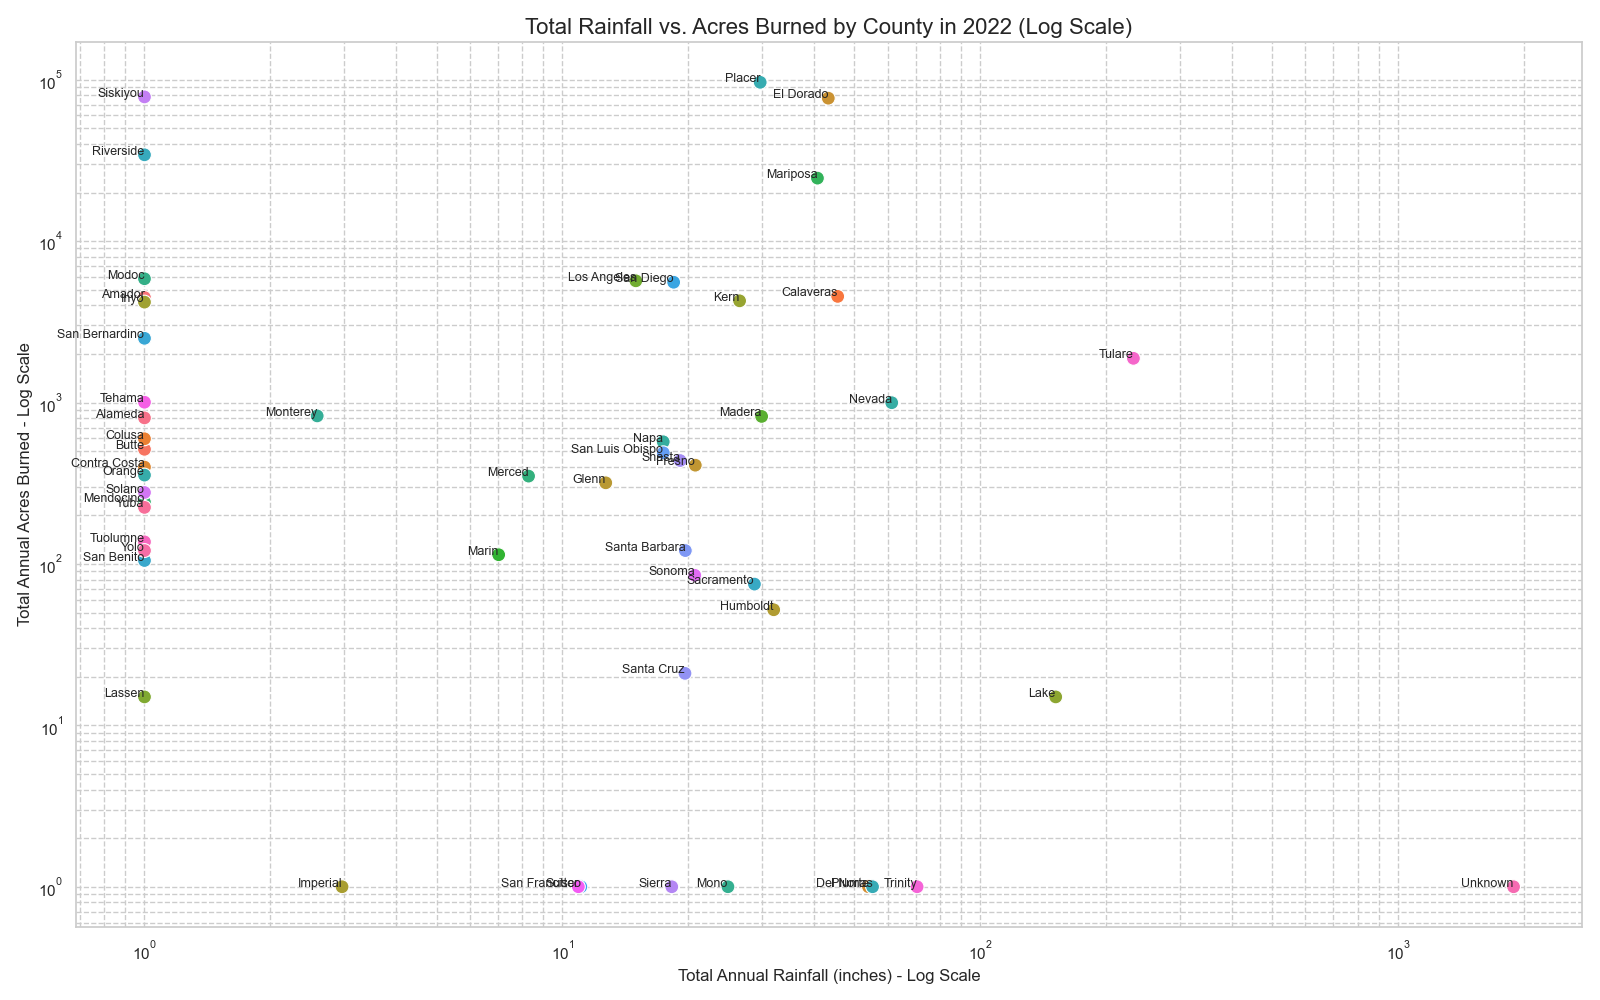 Total Rainfall vs. Acres Burned by County in 2022 (Log Scale)
10^5
Placer
Siskiyou
El Dorado
Riverside
Mariposa
10^4
Modoc
Los Angeles
San Diego
Amador
Inyo
Kern
Calaveras
San Bernardino
Tulare
10^3
Tehama
Nevada
Alameda
Monterey
Madera
Colusa
Butte
Napa
San Luis Obispo
Shasta
Fresno
Contra Costa
Orange
Merced
Glenn
Solano
Mendocino
Yuba
Tuolumne
Yolo
San Benito
Marin
Santa Barbara
10^2
Sonoma
Sacramento
Humboldt
Santa Cruz
Lassen
Lake
10^1
10^0
Imperial
San Francisco
Sutter
Sierra
Mono
Del Norte
Plumas
Trinity
Unknown
10^0
10^1
10^2
10^3
Total Annual Rainfall (inches) - Log Scale
Total Annual Acres Burned - Log Scale